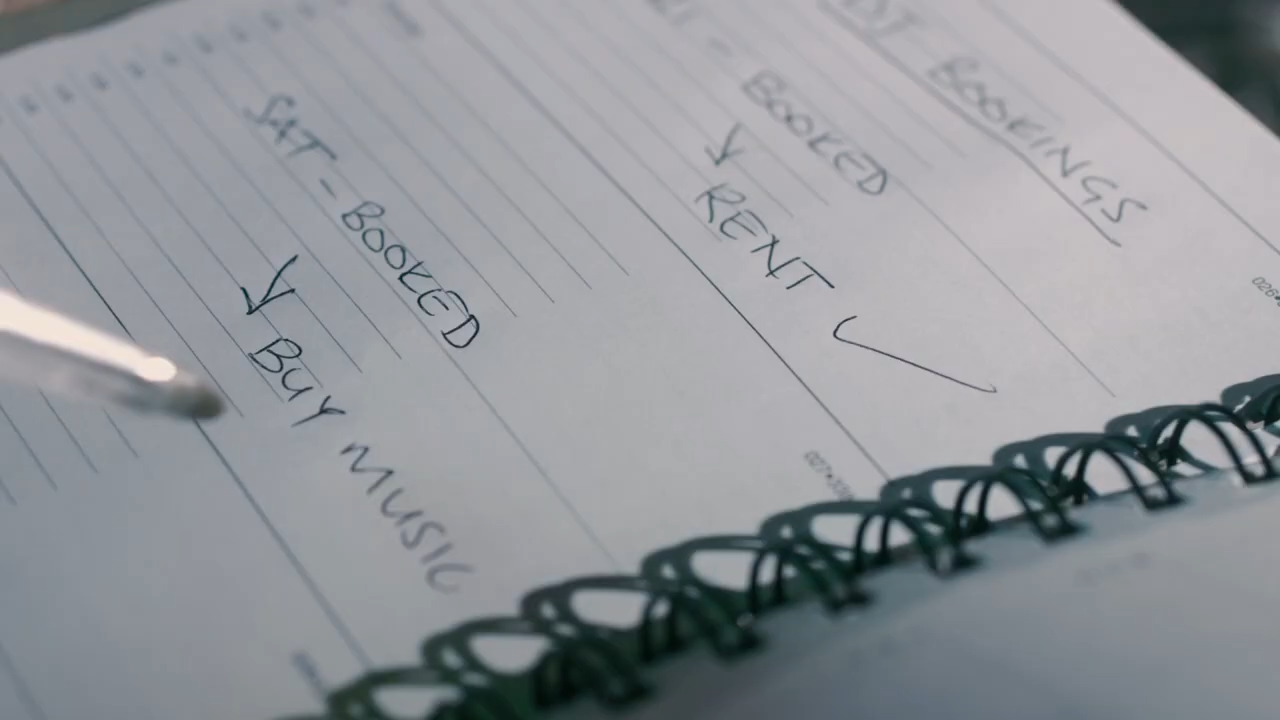 BOOKINGS
BOOKED
RENT
SAT - BOOKED
BUY MUSIC